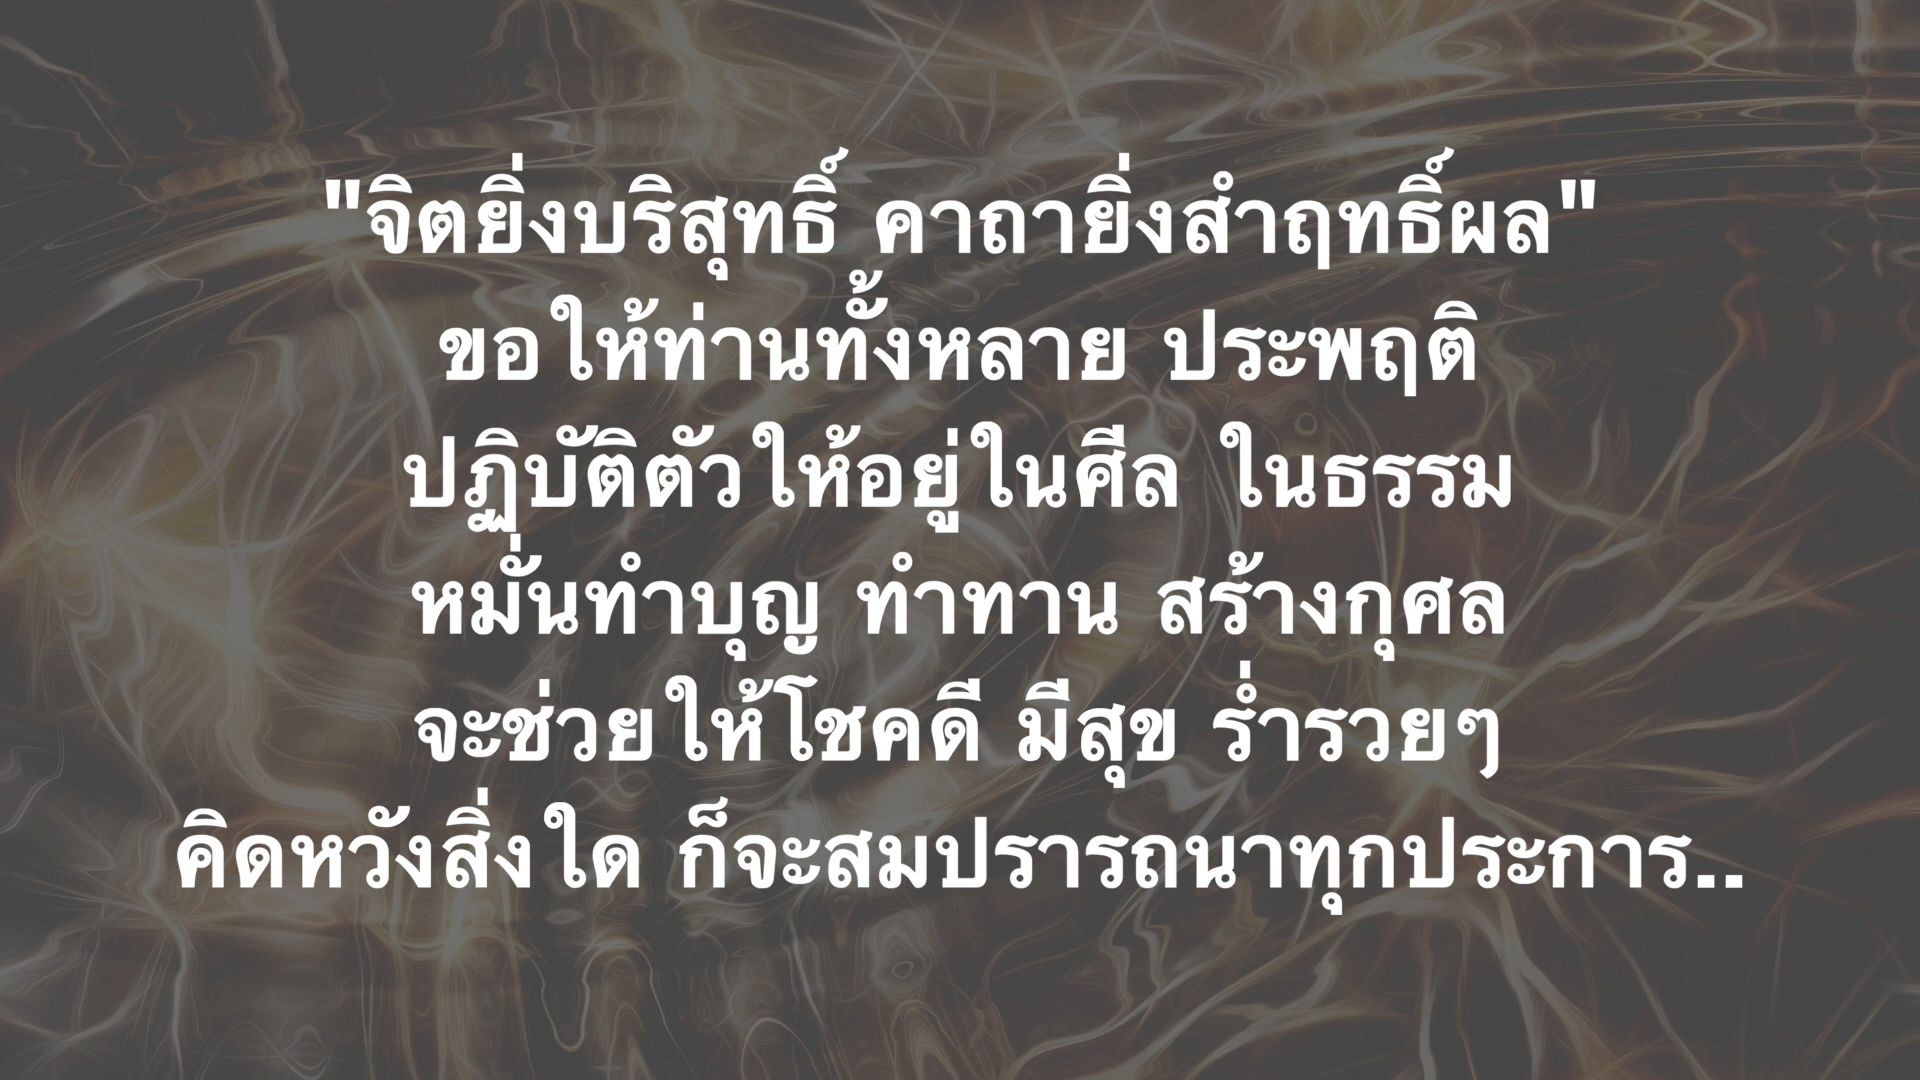 "จิตยิ่งบริสุทธิ์ คาถายิ่งสำฤทธิ์ผล"
ขอให้ท่านทั้งหลาย ประพฤติ
ปฏิบัติตัวให้อยู่ในศีล ในธรรม
หมั่นทำบุญ ทำทาน สร้างกุศล
จะช่วยให้โชคดี มีสุข ร่ำรวยๆ
คิดหวังสิ่งใด ก็จะสมปรารถนาทุกประการ..